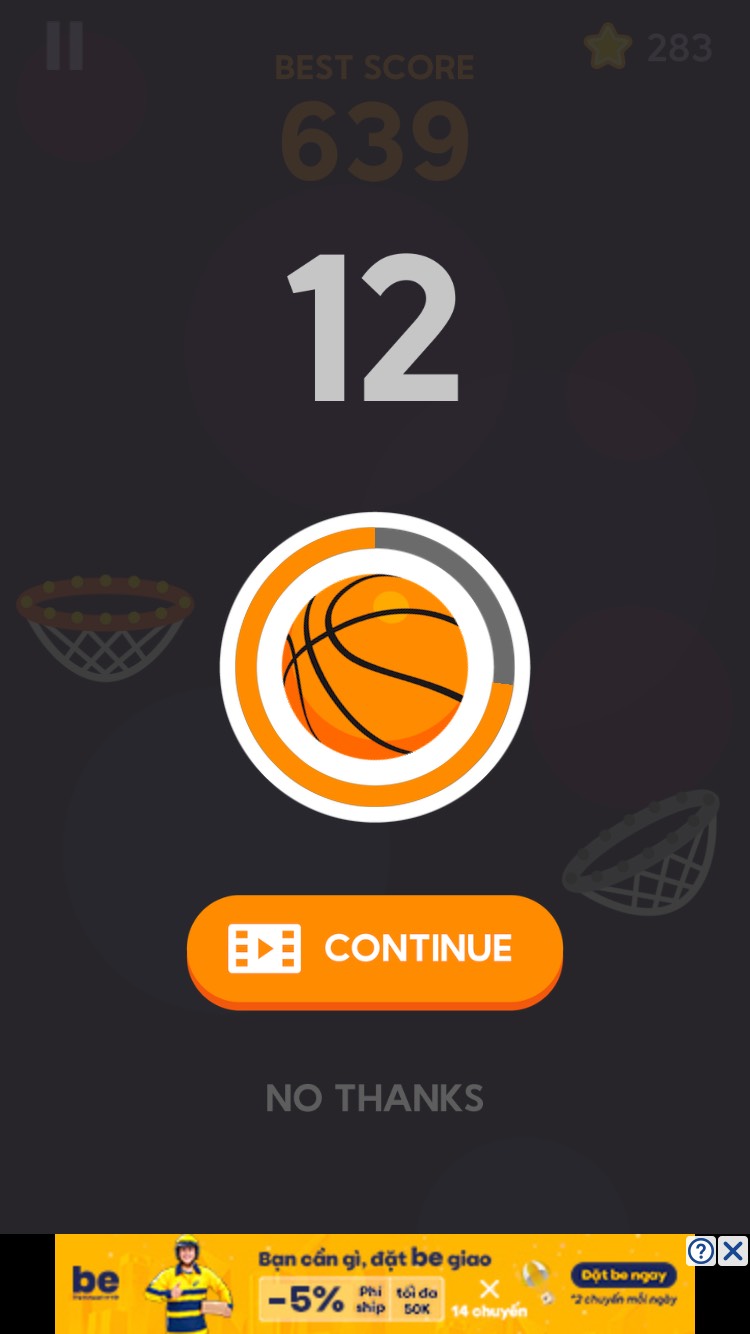 283
BEST SCORE
639
12
CONTINUE
NO THANKS
be
Bạn cần gì, đặt be giao
-5% Phí ship tối đa 50K
14 chuyến
Đặt be ngay
*2 chuyến mỗi ngày